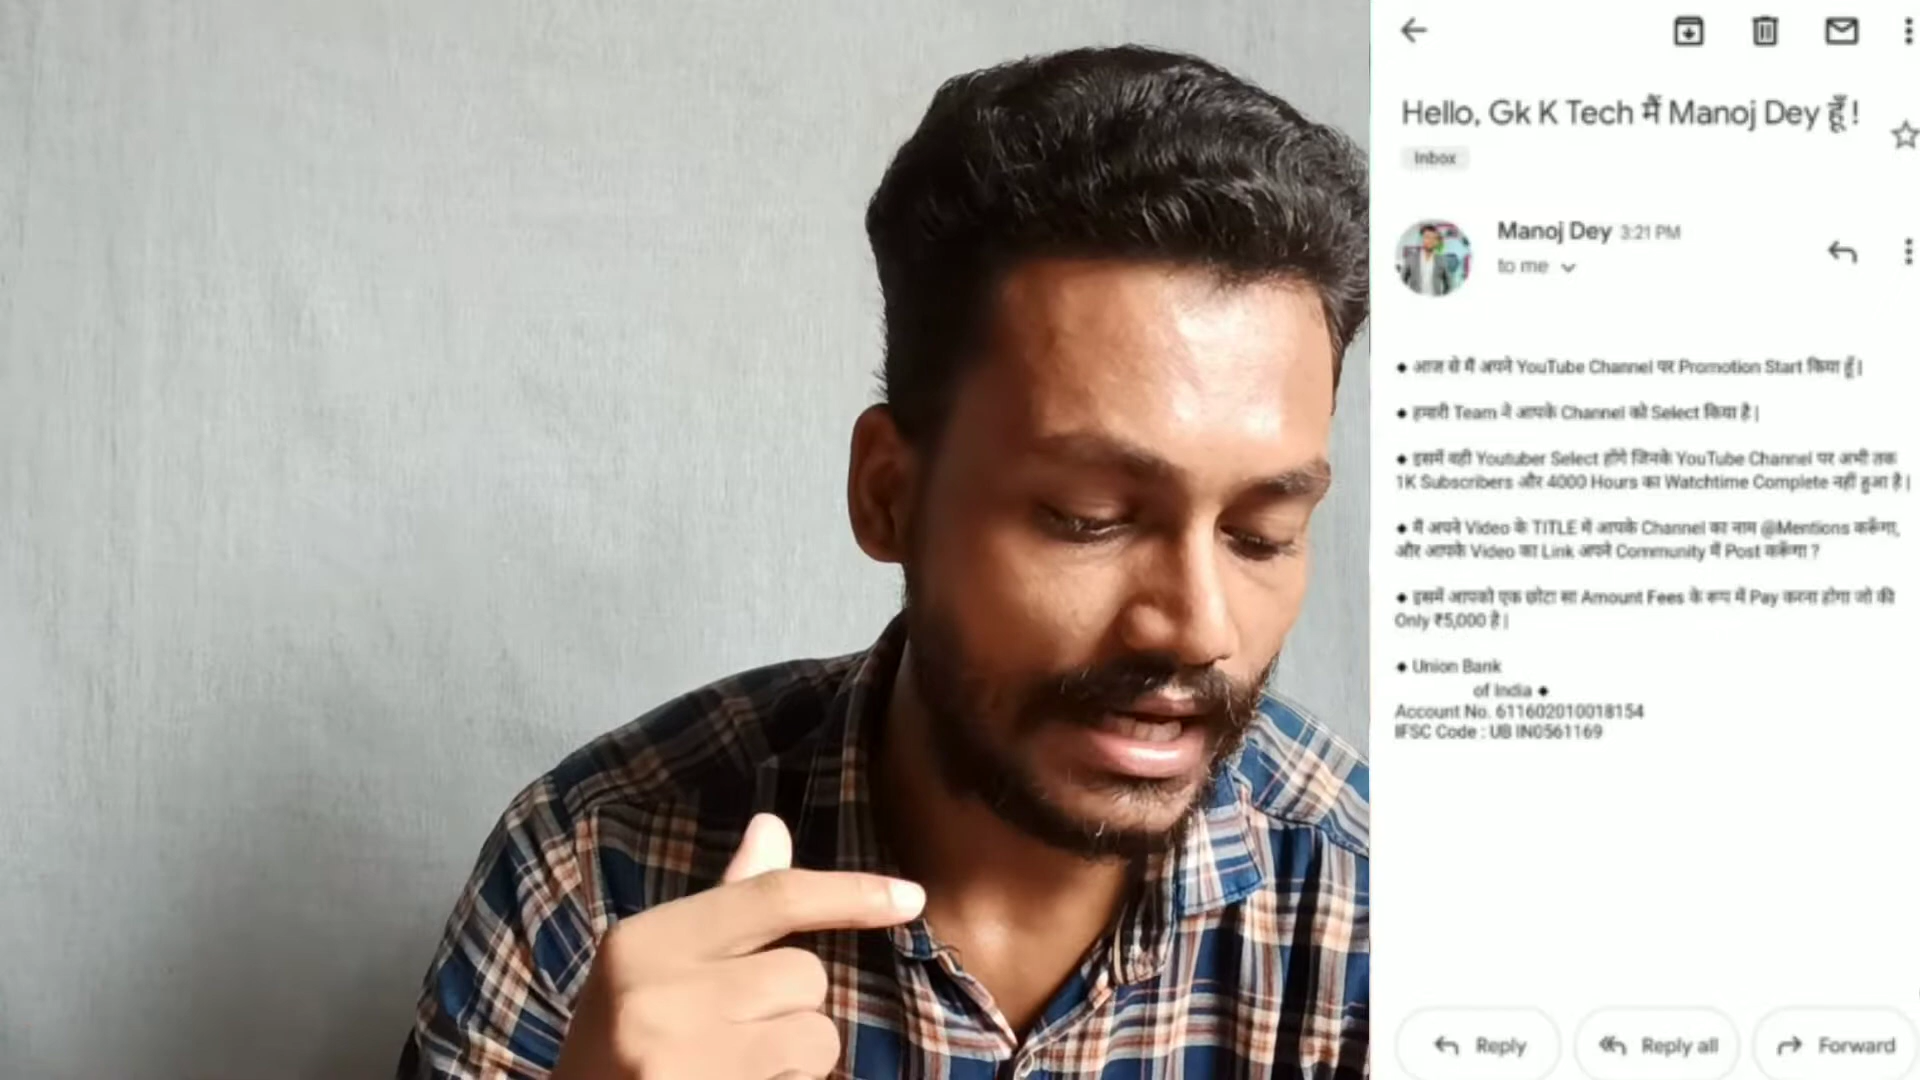 Hello, Gk K Tech मैं Manoj Dey हूँ !
Inbox
Manoj Dey 3:21 PM
to me
◆ आज से मैं अपने YouTube Channel पर Promotion Start किया हूँ |
◆ हमारी Team ने आपके Channel को Select किया है |
◆ इसमें वही Youtuber Select होंगे जिनके YouTube Channel पर अभी तक
1K Subscribers और 4000 Hours का Watchtime Complete नहीं हुआ है |
◆ मैं अपने Video के TITLE में आपके Channel का नाम @Mentions करूँगा,
और आपके Video का Link अपने Community में Post करूँगा ?
◆ इसमें आपको एक छोटा सा Amount Fees के रूप में Pay करना होगा जो की
Only ₹5,000 है |
◆ Union Bank
of India ◆
Account No. 611602010018154
IFSC Code : UB IN0561169
Reply
Reply all
Forward